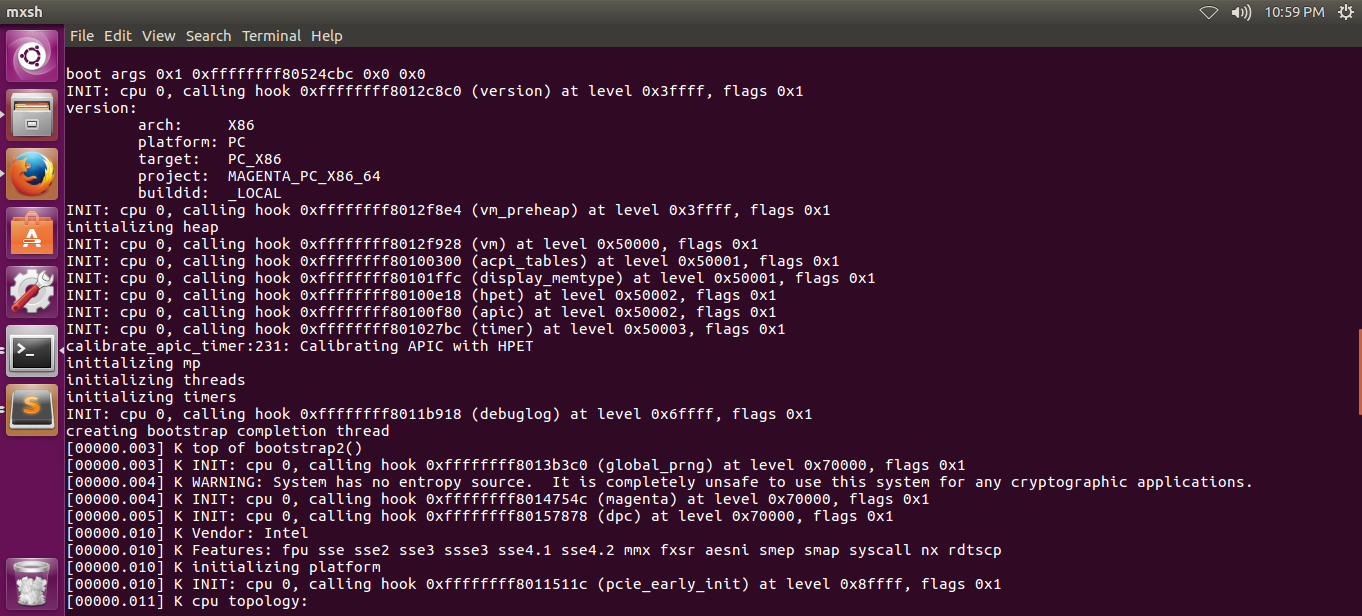 mxsh
10:59 PM
File Edit View Search Terminal Help
boot args 0x1 0xffffffff80524cbc 0x0 0x0
INIT: cpu 0, calling hook 0xffffffff8012c8c0 (version) at level 0x3ffff, flags 0x1
version:
arch: X86
platform: PC
target: PC_X86
project: MAGENTA_PC_X86_64
buildid: _LOCAL
INIT: cpu 0, calling hook 0xffffffff8012f8e4 (vm_preheap) at level 0x3ffff, flags 0x1
initializing heap
INIT: cpu 0, calling hook 0xffffffff8012f928 (vm) at level 0x50000, flags 0x1
INIT: cpu 0, calling hook 0xffffffff80100300 (acpi_tables) at level 0x50001, flags 0x1
INIT: cpu 0, calling hook 0xffffffff80101ffc (display_memtype) at level 0x50001, flags 0x1
INIT: cpu 0, calling hook 0xffffffff80100e18 (hpet) at level 0x50002, flags 0x1
INIT: cpu 0, calling hook 0xffffffff80100f80 (apic) at level 0x50002, flags 0x1
INIT: cpu 0, calling hook 0xffffffff801027bc (timer) at level 0x50003, flags 0x1
calibrate_apic_timer:231: Calibrating APIC with HPET
initializing mp
initializing threads
initializing timers
INIT: cpu 0, calling hook 0xffffffff8011b918 (debuglog) at level 0x6ffff, flags 0x1
creating bootstrap completion thread
[00000.003] K top of bootstrap2()
[00000.003] K INIT: cpu 0, calling hook 0xffffffff8013b3c0 (global_prng) at level 0x70000, flags 0x1
[00000.004] K WARNING: System has no entropy source.  It is completely unsafe to use this system for any cryptographic applications.
[00000.004] K INIT: cpu 0, calling hook 0xffffffff8014754c (magenta) at level 0x70000, flags 0x1
[00000.005] K INIT: cpu 0, calling hook 0xffffffff80157878 (dpc) at level 0x70000, flags 0x1
[00000.010] K Vendor: Intel
[00000.010] K Features: fpu sse sse2 sse3 ssse3 sse4.1 sse4.2 mmx fxsr aesni smep smap syscall nx rdtscp
[00000.010] K initializing platform
[00000.010] K INIT: cpu 0, calling hook 0xffffffff8011511c (pcie_early_init) at level 0x8ffff, flags 0x1
[00000.011] K cpu topology: